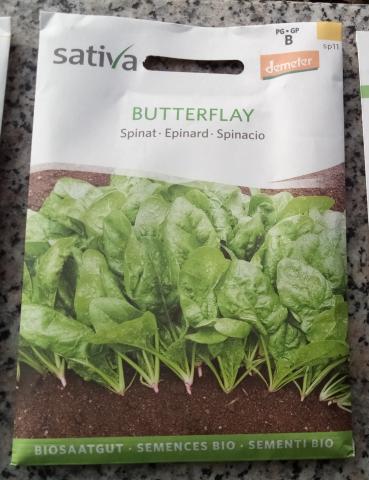 sativa
PG • GP
B
sp11
demeter
BUTTERFLAY
Spinat · Epinard · Spinacio
BIOSAATGUT · SEMENCES BIO · SEMENTI BIO